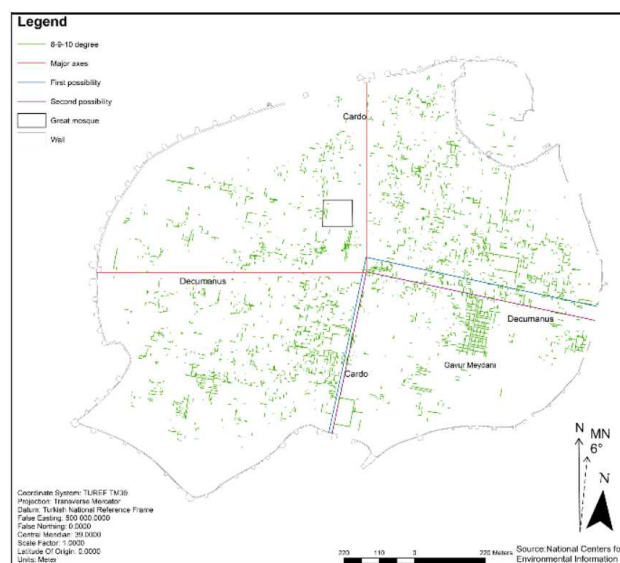 Legend
8-9-10 degree
Major axes
First possibility
Second possibility
Great mosque
Wall
Cardo
Decumanus
Decumanus
Gavur Meydanı
Cardo
N
MN
6°
N
Coordinate System: TUREF TM39
Projection: Transverse Mercator
Datum: Turkish National Reference Frame
False Easting: 500 000.0000
False Northing: 0.0000
Central Meridian: 39.0000
Scale Factor: 1.0000
Latitude Of Origin: 0.0000
Units: Meter
220 110 0 220 Meters
Source:National Centers for
Environmental Information